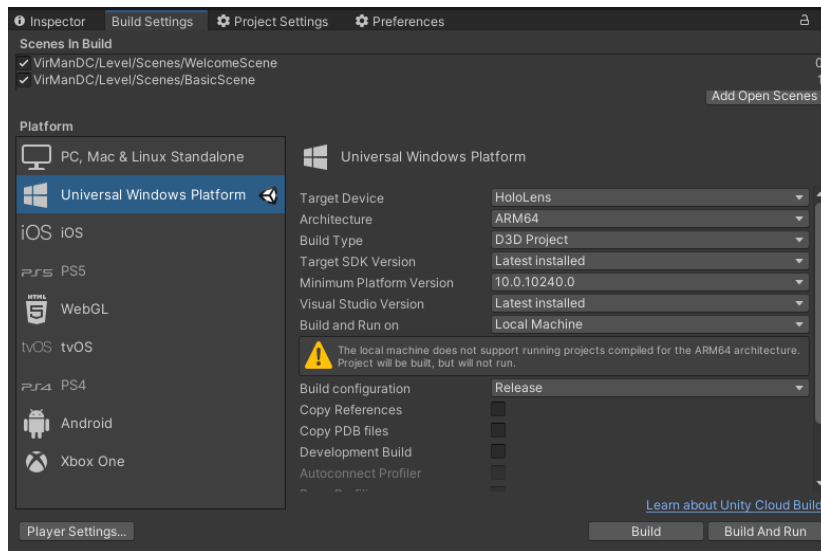 Inspector Build Settings Project Settings Preferences
Scenes In Build
VirManDC/Level/Scenes/WelcomeScene 0
VirManDC/Level/Scenes/BasicScene 1
Add Open Scenes
Platform
PC, Mac & Linux Standalone
Universal Windows Platform
iOS iOS
PS5 PS5
HTML 5 WebGL
tvOS tvOS
PS4 PS4
Android
Xbox One
Universal Windows Platform
Target Device HoloLens
Architecture ARM64
Build Type D3D Project
Target SDK Version Latest installed
Minimum Platform Version 10.0.10240.0
Visual Studio Version Latest installed
Build and Run on Local Machine
The local machine does not support running projects compiled for the ARM64 architecture.
Project will be built, but will not run.
Build configuration Release
Copy References
Copy PDB files
Development Build
Autoconnect Profiler
Learn about Unity Cloud Build
Player Settings... Build Build And Run